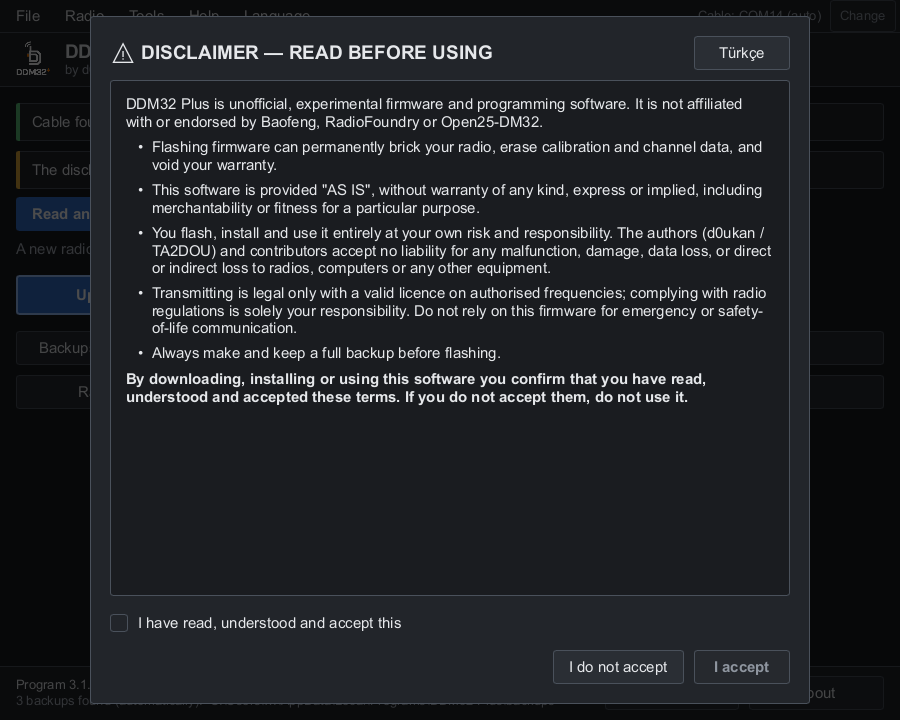 File Radio Tools Help Language Cable: COM14 (auto) Change
DISCLAIMER — READ BEFORE USING
Türkçe
DDM32 Plus is unofficial, experimental firmware and programming software. It is not affiliated
with or endorsed by Baofeng, RadioFoundry or Open25-DM32.
• Flashing firmware can permanently brick your radio, erase calibration and channel data, and
void your warranty.
• This software is provided "AS IS", without warranty of any kind, express or implied, including
merchantability or fitness for a particular purpose.
• You flash, install and use it entirely at your own risk and responsibility. The authors (d0ukan /
TA2DOU) and contributors accept no liability for any malfunction, damage, data loss, or direct
or indirect loss to radios, computers or any other equipment.
• Transmitting is legal only with a valid licence on authorised frequencies; complying with radio
regulations is solely your responsibility. Do not rely on this firmware for emergency or safety-
of-life communication.
• Always make and keep a full backup before flashing.
By downloading, installing or using this software you confirm that you have read,
understood and accepted these terms. If you do not accept them, do not use it.
I have read, understood and accept this
I do not accept
I accept
DDM32
DD
by d
Cable fou
The discl
Read an
A new radio
Up
Backup
R
Program 3.1.
3 backups
bout